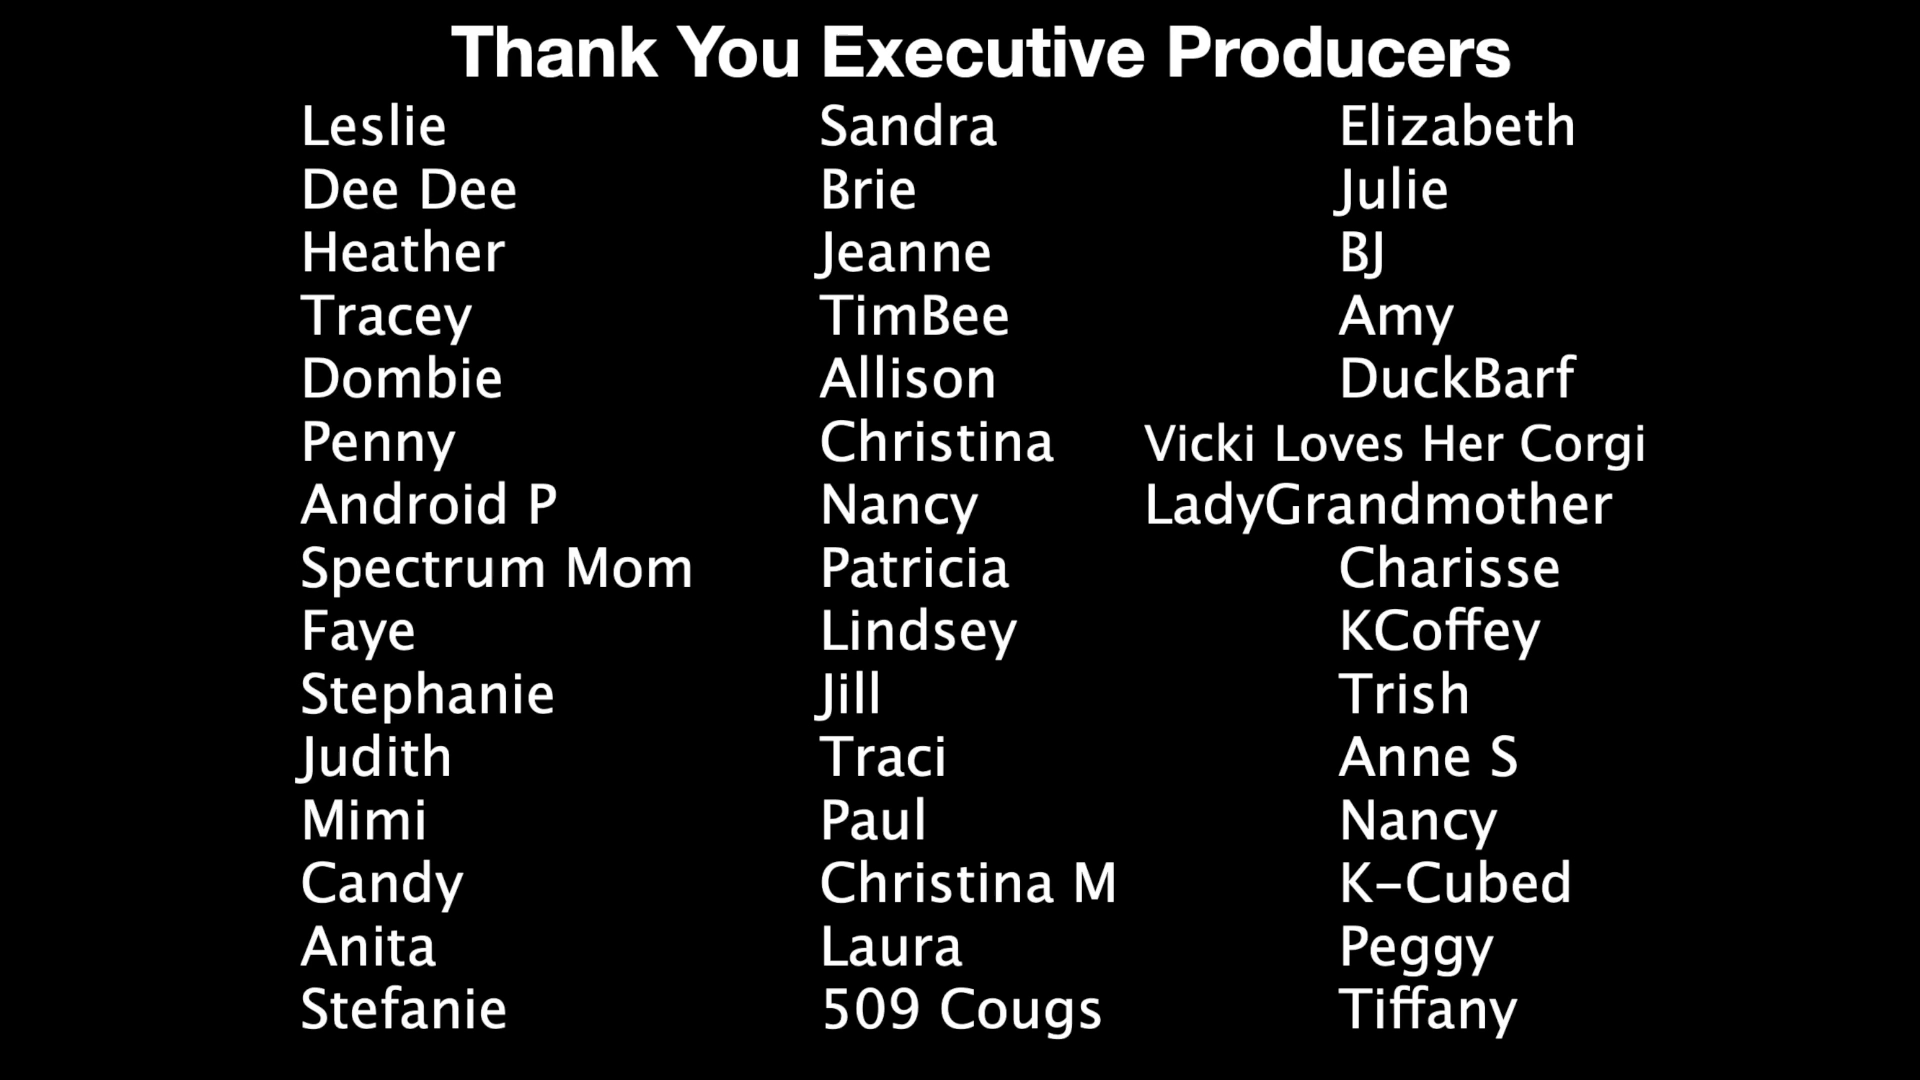 Thank You Executive Producers
Leslie
Dee Dee
Heather
Tracey
Dombie
Penny
Android P
Spectrum Mom
Faye
Stephanie
Judith
Mimi
Candy
Anita
Stefanie
Sandra
Brie
Jeanne
TimBee
Allison
Christina
Nancy
Patricia
Lindsey
Jill
Traci
Paul
Christina M
Laura
509 Cougs
Elizabeth
Julie
BJ
Amy
DuckBarf
Vicki Loves Her Corgi
LadyGrandmother
Charisse
KCoffey
Trish
Anne S
Nancy
K-Cubed
Peggy
Tiffany